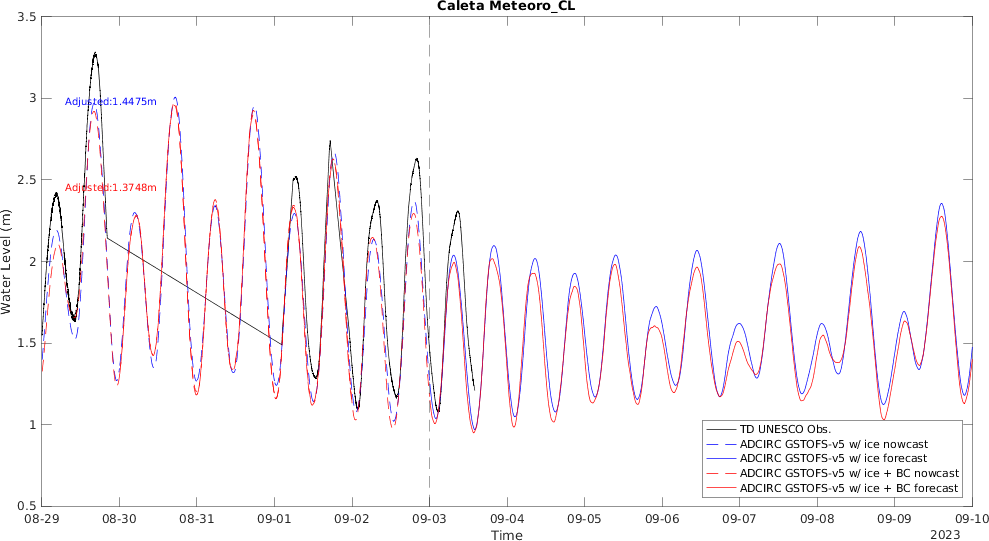 Caleta Meteoro_CL
3.5
3
2.5
2
1.5
1
0.5
Water Level (m)
Adjusted:1.4475m
Adjusted:1.3748m
TD UNESCO Obs.
ADCIRC GSTOFS-v5 w/ ice nowcast
ADCIRC GSTOFS-v5 w/ ice forecast
ADCIRC GSTOFS-v5 w/ ice + BC nowcast
ADCIRC GSTOFS-v5 w/ ice + BC forecast
08-29 08-30 08-31 09-01 09-02 09-03 09-04 09-05 09-06 09-07 09-08 09-09 09-10
Time
2023